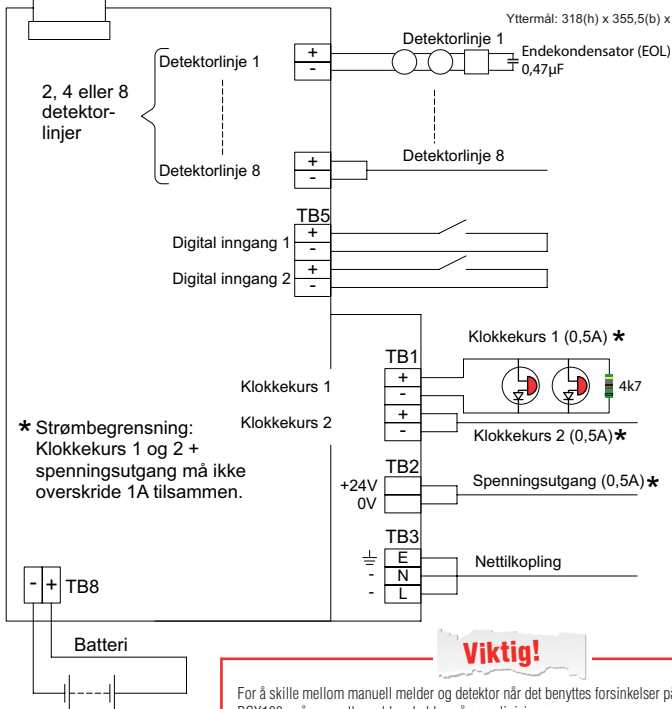 Yttermål: 318(h) x 355,5(b) x
Detektorlinje 1
+
-
Detektorlinje 1
Endekondensator (EOL)
0,47µF
2, 4 eller 8
detektor-
linjer
Detektorlinje 8
+
-
Detektorlinje 8
TB5
Digital inngang 1
+
-
Digital inngang 2
+
-
Klokkekurs 1 (0,5A) *
TB1
Klokkekurs 1
+
-
4k7
Klokkekurs 2
+
-
Klokkekurs 2 (0,5A)*
* Strømbegrensning:
Klokkekurs 1 og 2 +
spenningsutgang må ikke
overskride 1A tilsammen.
TB2
+24V
0V
Spenningsutgang (0,5A)*
TB3
E
- N
- L
Nettilkopling
- + TB8
Batteri
Viktig!
For å skille mellom manuell melder og detektor når det benyttes forsinkelser på